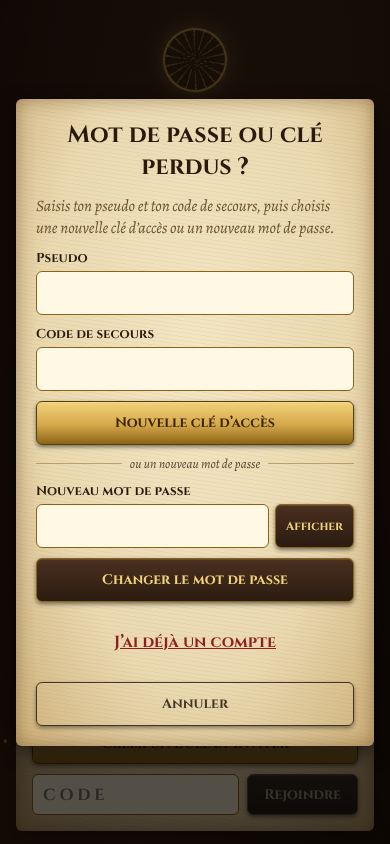 Mot de passe ou clé
perdus ?
Saisis ton pseudo et ton code de secours, puis choisis
une nouvelle clé d'accès ou un nouveau mot de passe.
Pseudo
Code de secours
Nouvelle clé d'accès
ou un nouveau mot de passe
Nouveau mot de passe
Afficher
Changer le mot de passe
J'ai déjà un compte
Annuler
CODE
Rejoindre